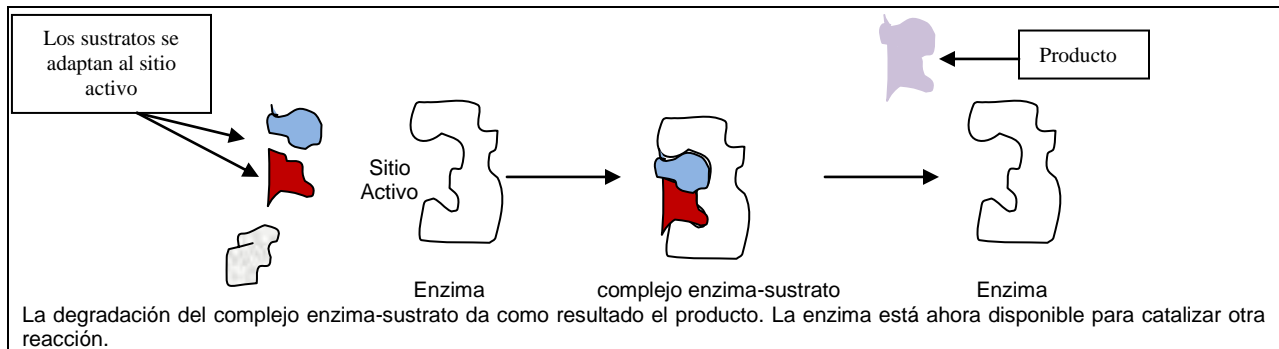 Los sustratos se
adaptan al sitio
activo
Producto
Sitio
Activo
Enzima
complejo enzima-sustrato
Enzima
La degradación del complejo enzima-sustrato da como resultado el producto. La enzima está ahora disponible para catalizar otra
reacción.